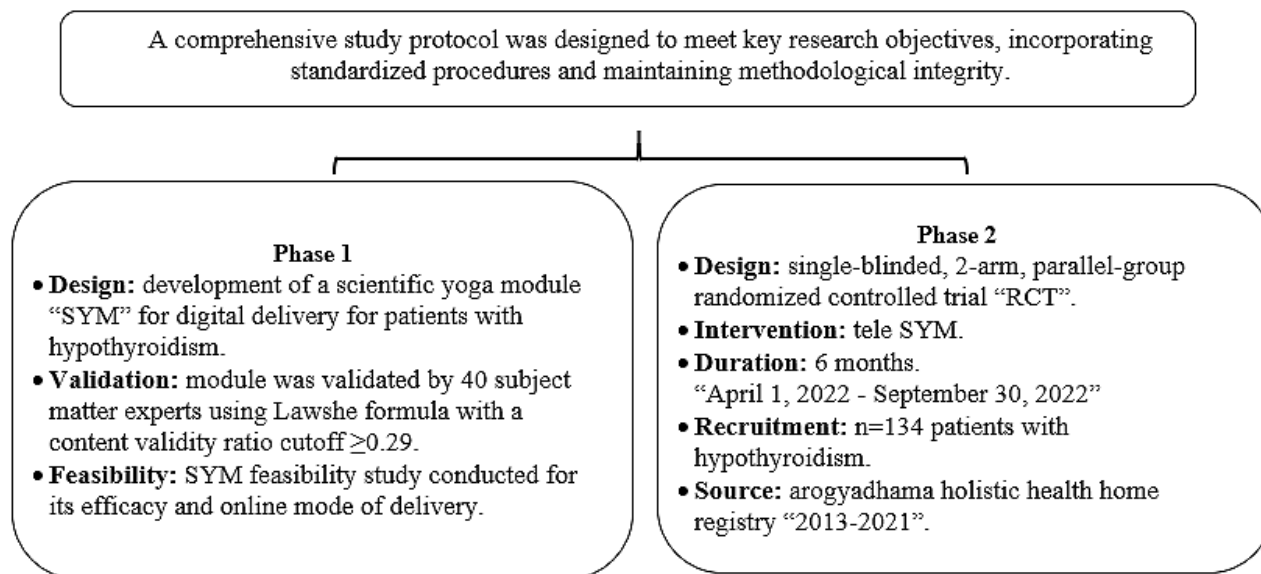 A comprehensive study protocol was designed to meet key research objectives, incorporating
standardized procedures and maintaining methodological integrity.
Phase 1
• Design: development of a scientific yoga module
“SYM” for digital delivery for patients with
hypothyroidism.
• Validation: module was validated by 40 subject
matter experts using Lawshe formula with a
content validity ratio cutoff ≥0.29.
• Feasibility: SYM feasibility study conducted for
its efficacy and online mode of delivery.
Phase 2
• Design: single-blinded, 2-arm, parallel-group
randomized controlled trial “RCT”.
• Intervention: tele SYM.
• Duration: 6 months.
“April 1, 2022 - September 30, 2022”
• Recruitment: n=134 patients with
hypothyroidism.
• Source: arogyadhama holistic health home
registry “2013-2021”.